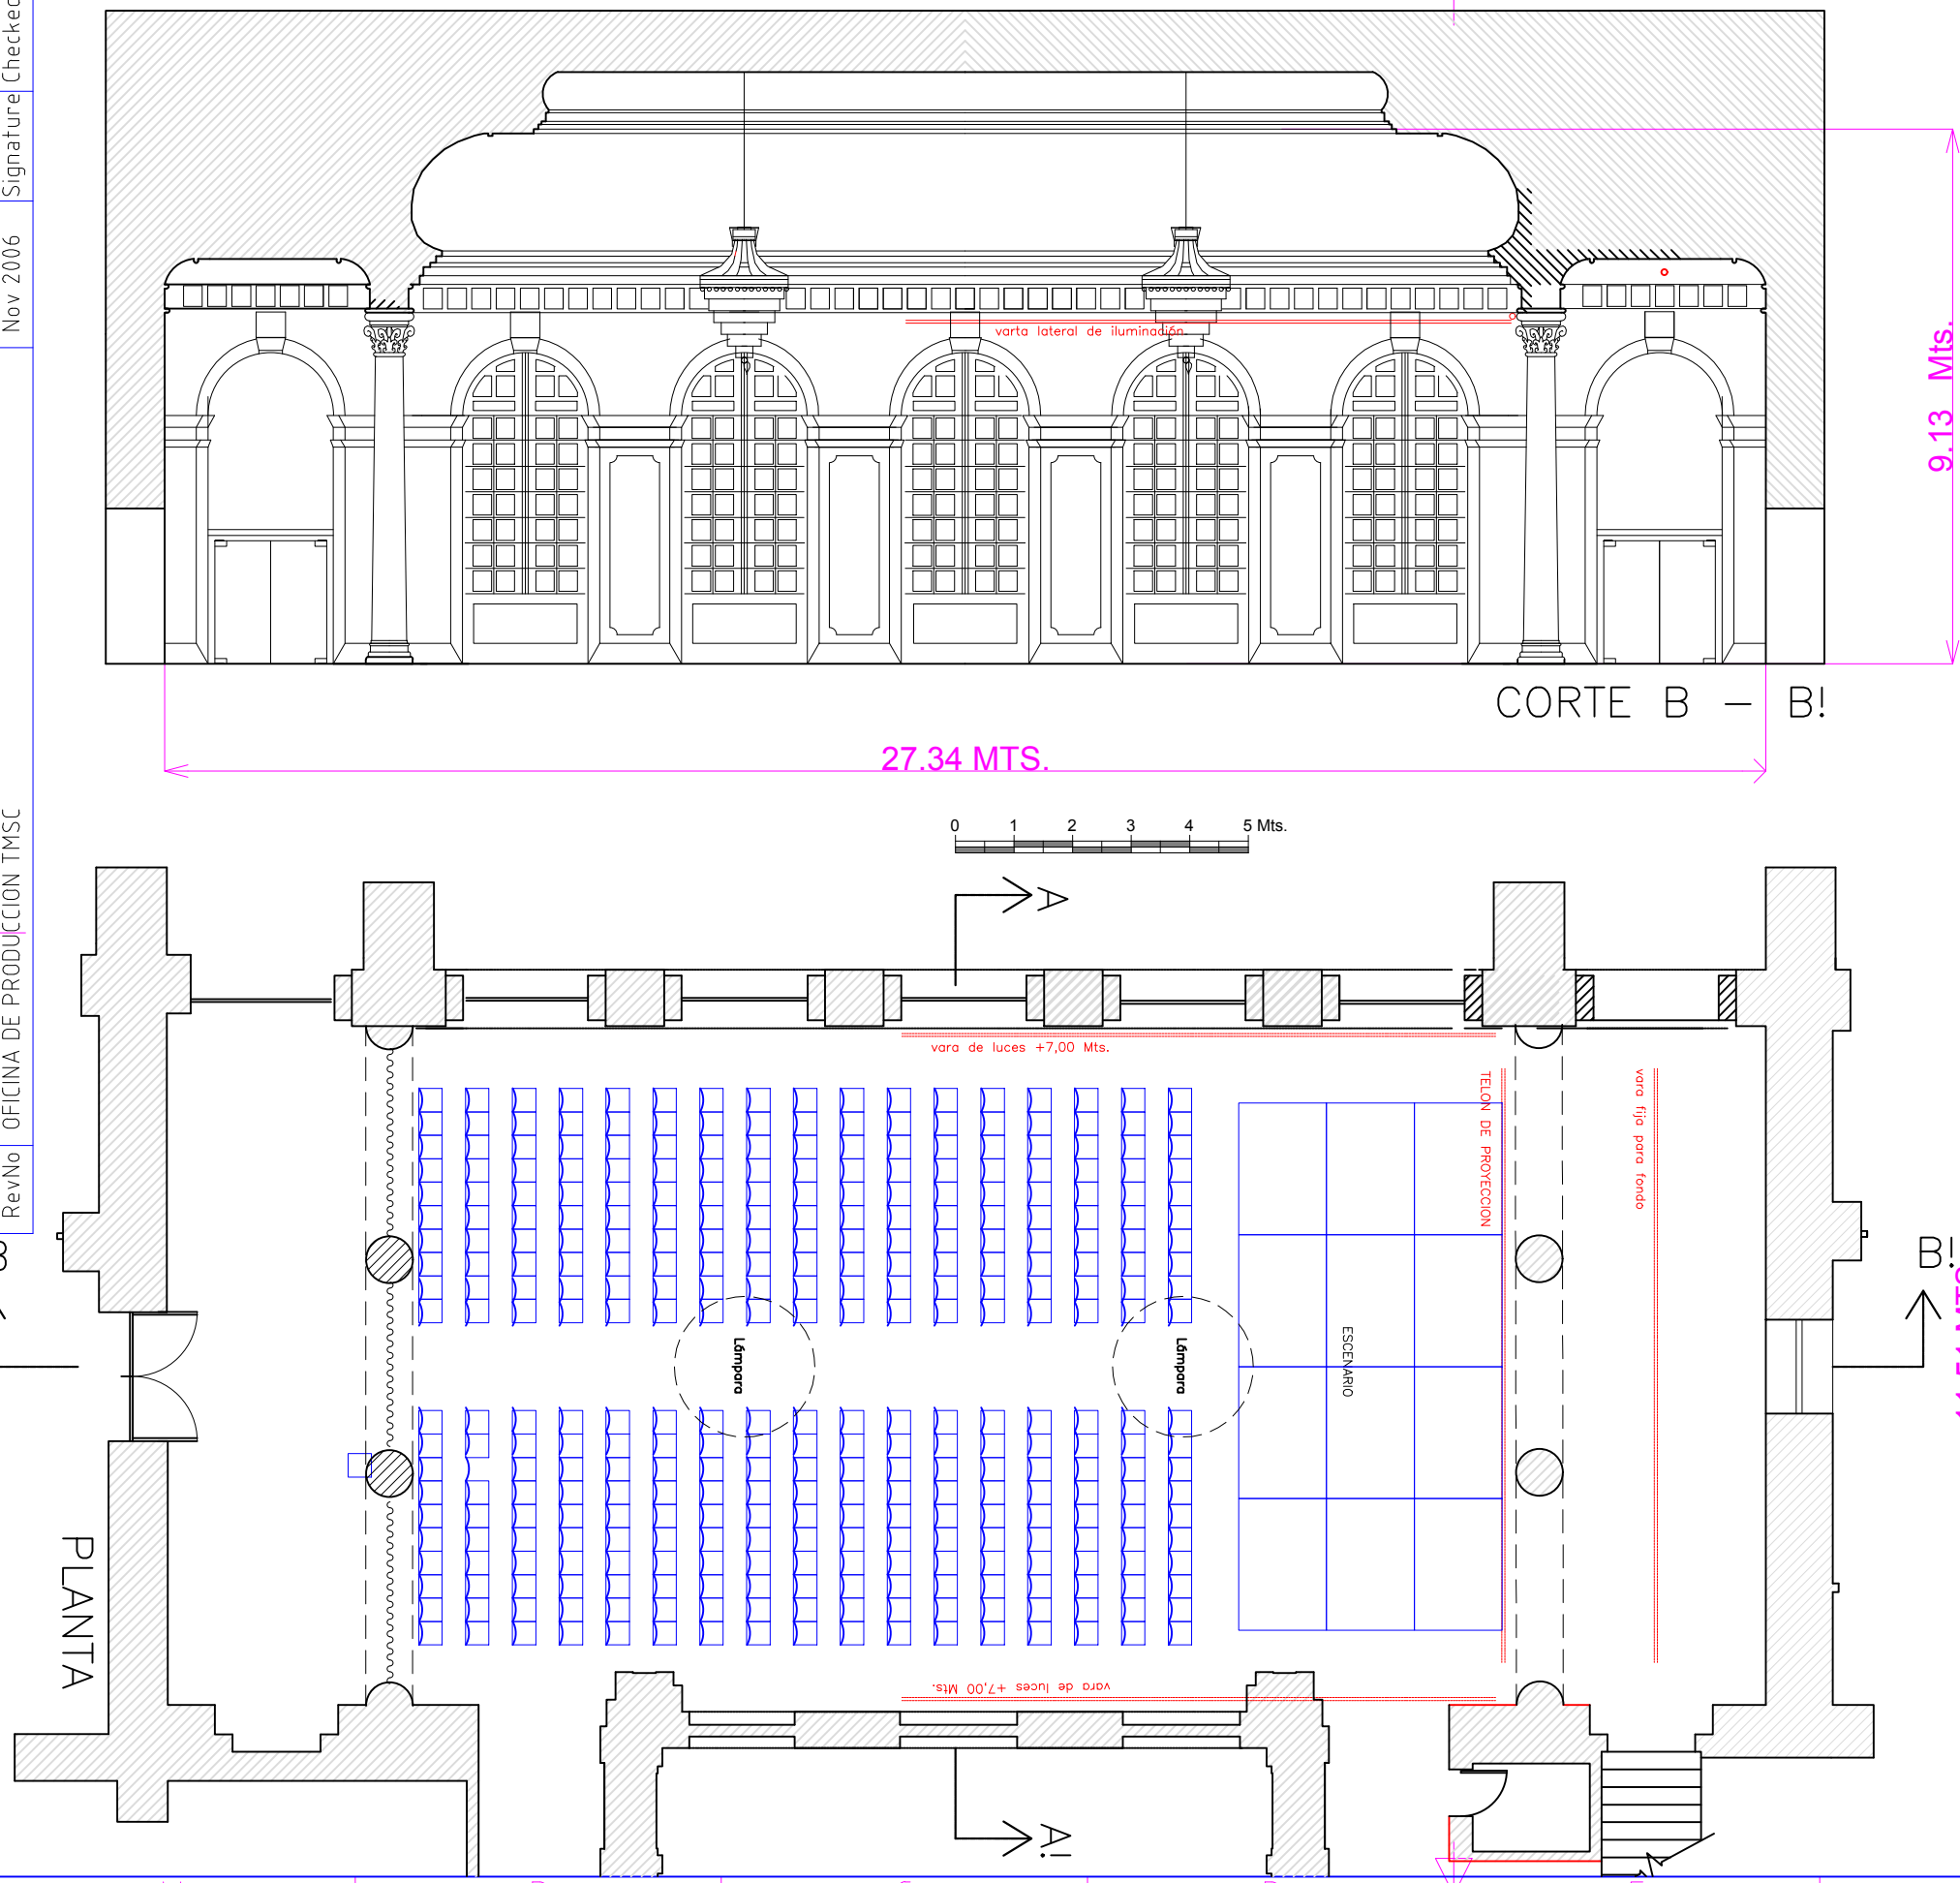 Checked
Signature
Nov 2006
OFICINA DE PRODUCCION TMSC
RevNo
varta lateral de iluminación.
9.13 Mts.
CORTE B - B!
27.34 MTS.
0 1 2 3 4 5 Mts.
A
vara de luces +7,00 Mts.
TELON DE PROYECCION
vara fija para fondo
B!
Lámpara
Lámpara
ESCENARIO
PLANTA
vara de luces +7,00 Mts.
A!